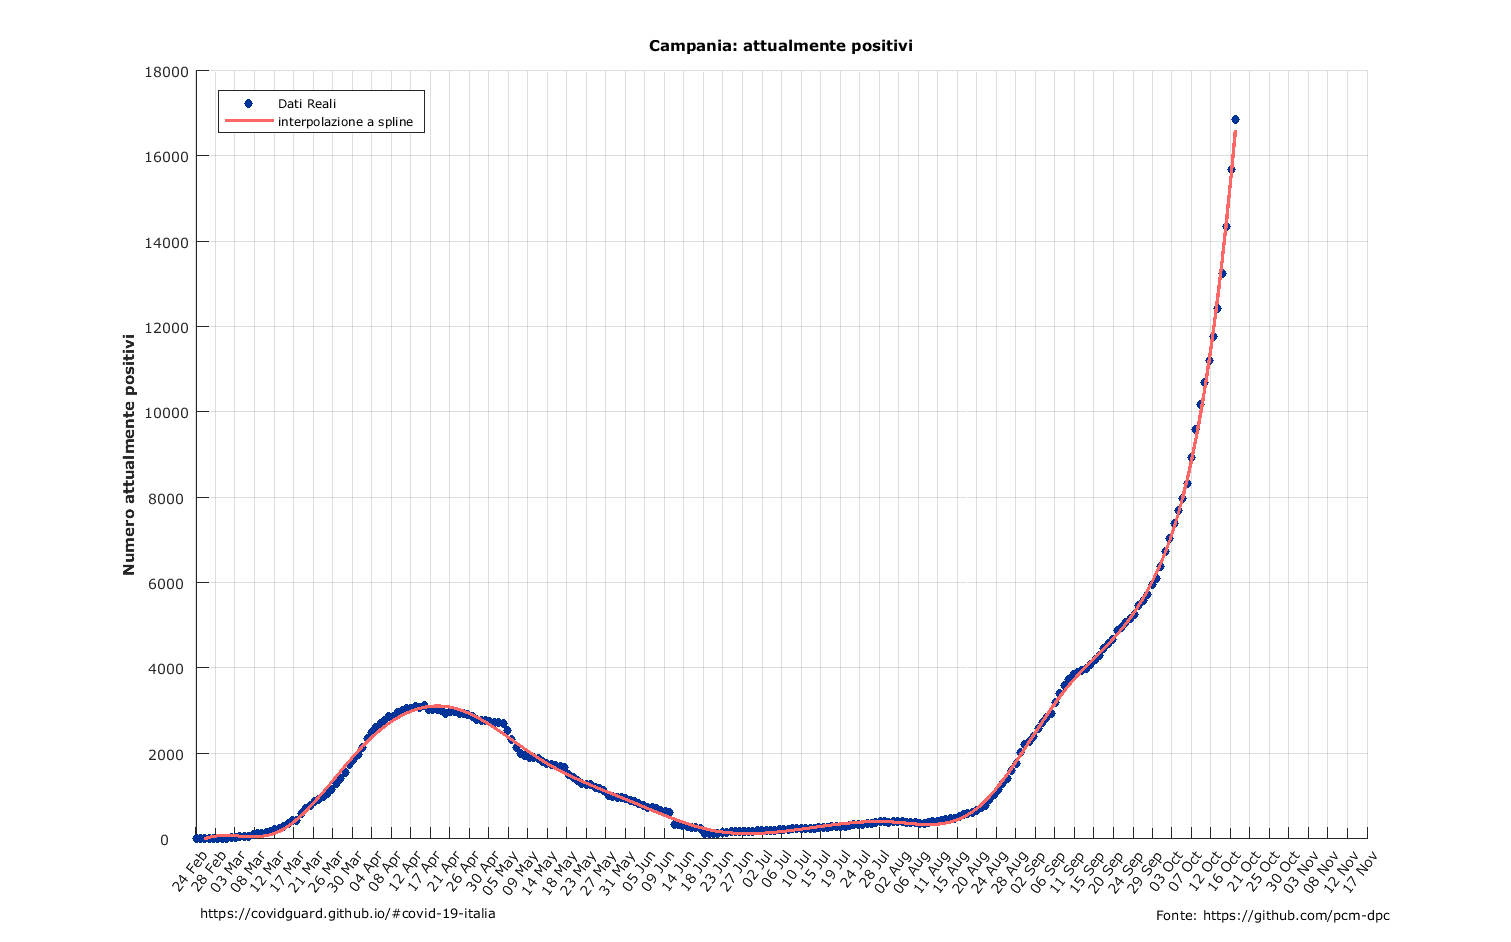 Campania: attualmente positivi
Numero attualmente positivi
18000
16000
14000
12000
10000
8000
6000
4000
2000
0
Dati Reali
interpolazione a spline
24 Feb
28 Feb
03 Mar
08 Mar
12 Mar
17 Mar
21 Mar
26 Mar
30 Mar
04 Apr
08 Apr
12 Apr
17 Apr
21 Apr
26 Apr
30 Apr
05 May
09 May
14 May
18 May
23 May
27 May
31 May
05 Jun
09 Jun
14 Jun
18 Jun
23 Jun
27 Jun
02 Jul
06 Jul
10 Jul
15 Jul
19 Jul
24 Jul
28 Jul
02 Aug
06 Aug
11 Aug
15 Aug
20 Aug
24 Aug
28 Aug
02 Sep
06 Sep
11 Sep
15 Sep
20 Sep
24 Sep
29 Sep
03 Oct
07 Oct
12 Oct
16 Oct
21 Oct
25 Oct
30 Oct
03 Nov
08 Nov
12 Nov
17 Nov
https://covidguard.github.io/#covid-19-italia
Fonte: https://github.com/pcm-dpc